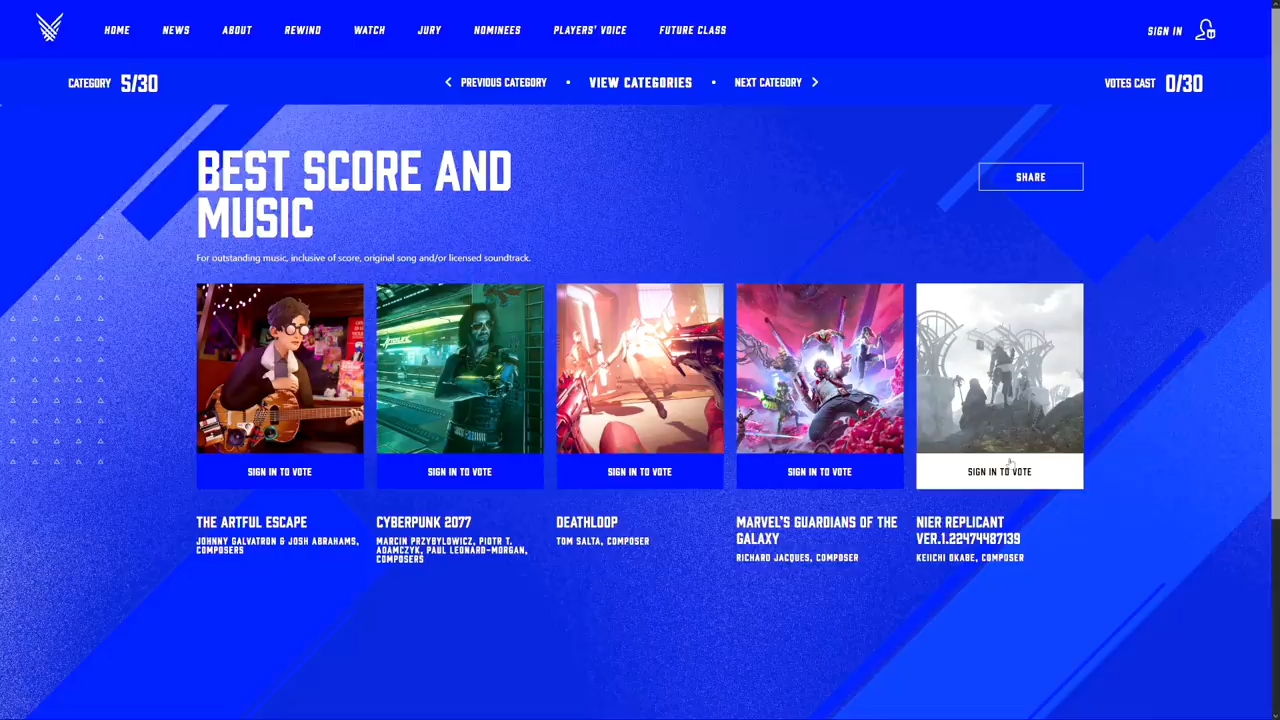 HOME NEWS ABOUT REWIND WATCH JURY NOMINEES PLAYERS' VOICE FUTURE CLASS SIGN IN
CATEGORY 5/30 PREVIOUS CATEGORY • VIEW CATEGORIES • NEXT CATEGORY VOTES CAST 0/30
BEST SCORE AND
MUSIC
SHARE
For outstanding music, inclusive of score, original song and/or licensed soundtrack.
SIGN IN TO VOTE SIGN IN TO VOTE SIGN IN TO VOTE SIGN IN TO VOTE SIGN IN TO VOTE
THE ARTFUL ESCAPE
JOHNNY GALVATRON & JOSH ABRAHAMS,
COMPOSERS
CYBERPUNK 2077
MARCIN PRZYBYŁOWICZ, PIOTR T.
ADAMCZYK, PAUL LEONARD-MORGAN,
COMPOSERS
DEATHLOOP
TOM SALTA, COMPOSER
MARVEL'S GUARDIANS OF THE
GALAXY
RICHARD JACQUES, COMPOSER
NIER REPLICANT
VER.1.22474487139
KEIICHI OKABE, COMPOSER